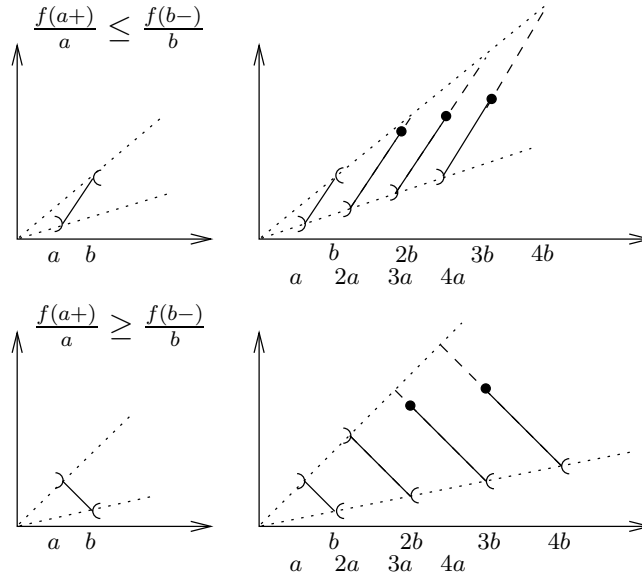 f(a+)/a ≤ f(b-)/b
a b
b 2b 3b 4b
a 2a 3a 4a
f(a+)/a ≥ f(b-)/b
a b
b 2b 3b 4b
a 2a 3a 4a